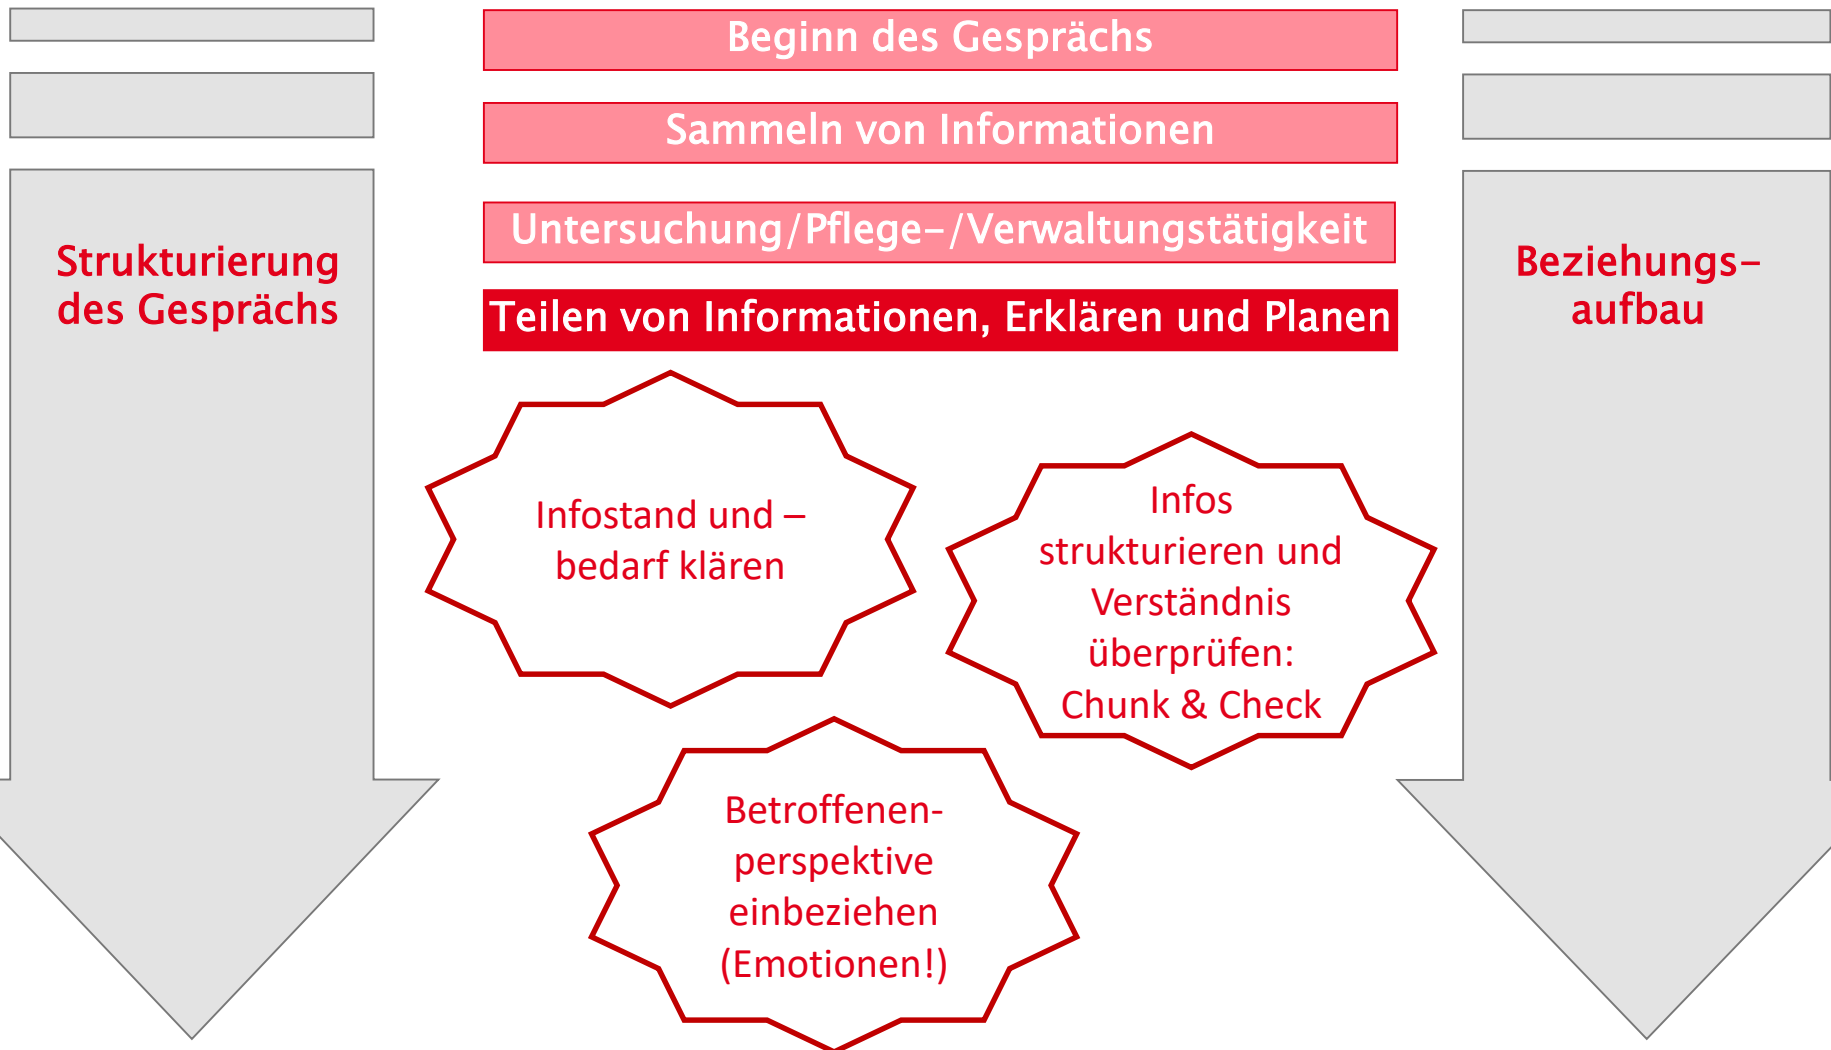 Beginn des Gesprächs
Sammeln von Informationen
Untersuchung/Pflege-/Verwaltungstätigkeit
Strukturierung
des Gesprächs
Beziehungs-
aufbau
Teilen von Informationen, Erklären und Planen
Infostand und –
bedarf klären
Infos
strukturieren und
Verständnis
überprüfen:
Chunk & Check
Betroffenen-
perspektive
einbeziehen
(Emotionen!)